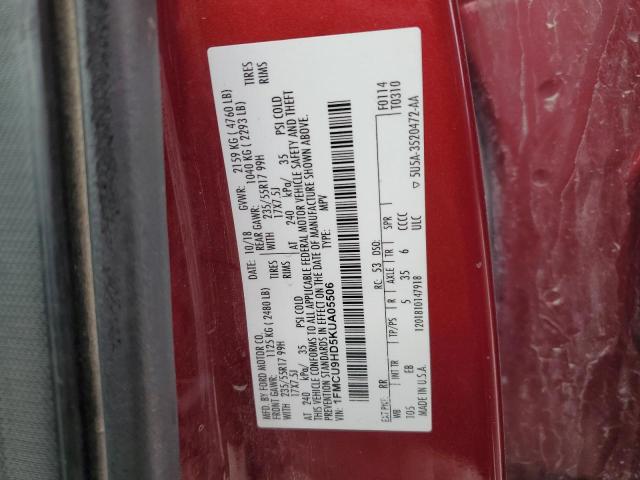 MFD. BY FORD MOTOR CO. DATE: 10/18 GVWR: 2159 KG ( 4760 LB)
FRONT GAWR: 1125 KG ( 2480 LB) REAR GAWR: 1040 KG ( 2293 LB)
WITH 235/55R17 99H TIRES WITH 235/55R17 99H TIRES
17X7.5J RIMS 17X7.5J RIMS
AT 240 kPa/ 35 PSI COLD AT 240 kPa/ 35 PSI COLD
THIS VEHICLE CONFORMS TO ALL APPLICABLE FEDERAL MOTOR VEHICLE SAFETY AND THEFT
PREVENTION STANDARDS IN EFFECT ON THE DATE OF MANUFACTURE SHOWN ABOVE.
VIN: 1FMCU9HD5KUA05506 TYPE: MPV
F0114
T0310
EXT PNT: RR RC: 53 DSO:
WB INT TR TP/PS R AXLE TR SPR
105 EB 5 35 6 CCCC
MADE IN U.S.A. 120181014791B ULC
▽ 5U5A-3520472-AA